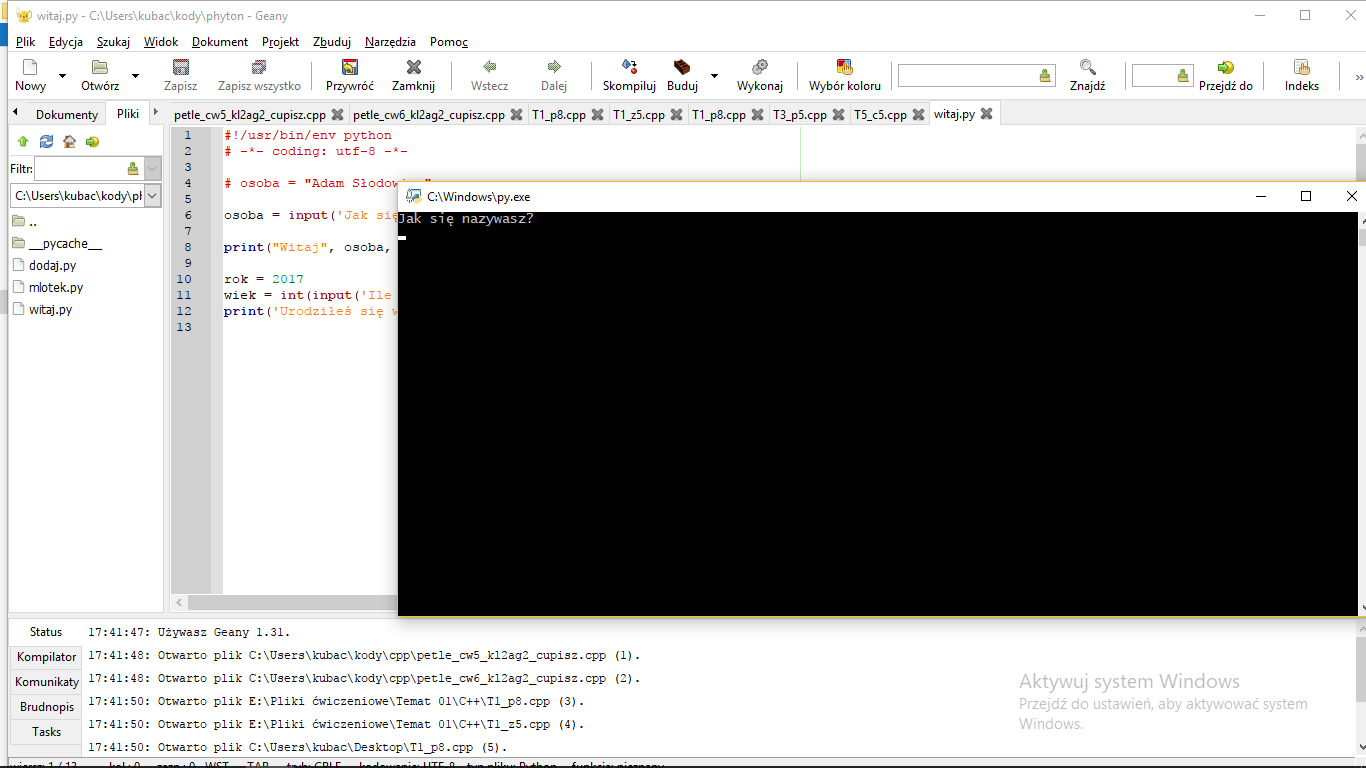 witaj.py - C:\Users\kubac\kody\phyton - Geany
Plik Edycja Szukaj Widok Dokument Projekt Zbuduj Narzędzia Pomoc
Nowy Otwórz Zapisz Zapisz wszystko Przywróć Zamknij Wstecz Dalej Skompiluj Buduj Wykonaj Wybór koloru Znajdź Przejdź do Indeks
Dokumenty Pliki
petle_cw5_kl2ag2_cupisz.cpp petle_cw6_kl2ag2_cupisz.cpp T1_p8.cpp T1_z5.cpp T1_p8.cpp T3_p5.cpp T5_c5.cpp witaj.py
Filtr:
C:\Users\kubac\kody\pl
..
__pycache__
dodaj.py
mlotek.py
witaj.py
1 #!/usr/bin/env python
2 # -*- coding: utf-8 -*-
3
4 # osoba = "Adam Słodow
5
6 osoba = input('Jak się
7
8 print("Witaj", osoba,
9
10 rok = 2017
11 wiek = int(input('Ile
12 print('Urodziłeś się w
13
C:\Windows\py.exe
Jak się nazywasz?
Status
Kompilator
Komunikaty
Brudnopis
Tasks
17:41:47: Używasz Geany 1.31.
17:41:48: Otwarto plik C:\Users\kubac\kody\cpp\petle_cw5_kl2ag2_cupisz.cpp (1).
17:41:48: Otwarto plik C:\Users\kubac\kody\cpp\petle_cw6_kl2ag2_cupisz.cpp (2).
17:41:50: Otwarto plik E:\Pliki ćwiczeniowe\Temat 01\C++\T1_p8.cpp (3).
17:41:50: Otwarto plik E:\Pliki ćwiczeniowe\Temat 01\C++\T1_z5.cpp (4).
17:41:50: Otwarto plik C:\Users\kubac\Desktop\T1_p8.cpp (5).
Aktywuj system Windows
Przejdź do ustawień, aby aktywować system
Windows.